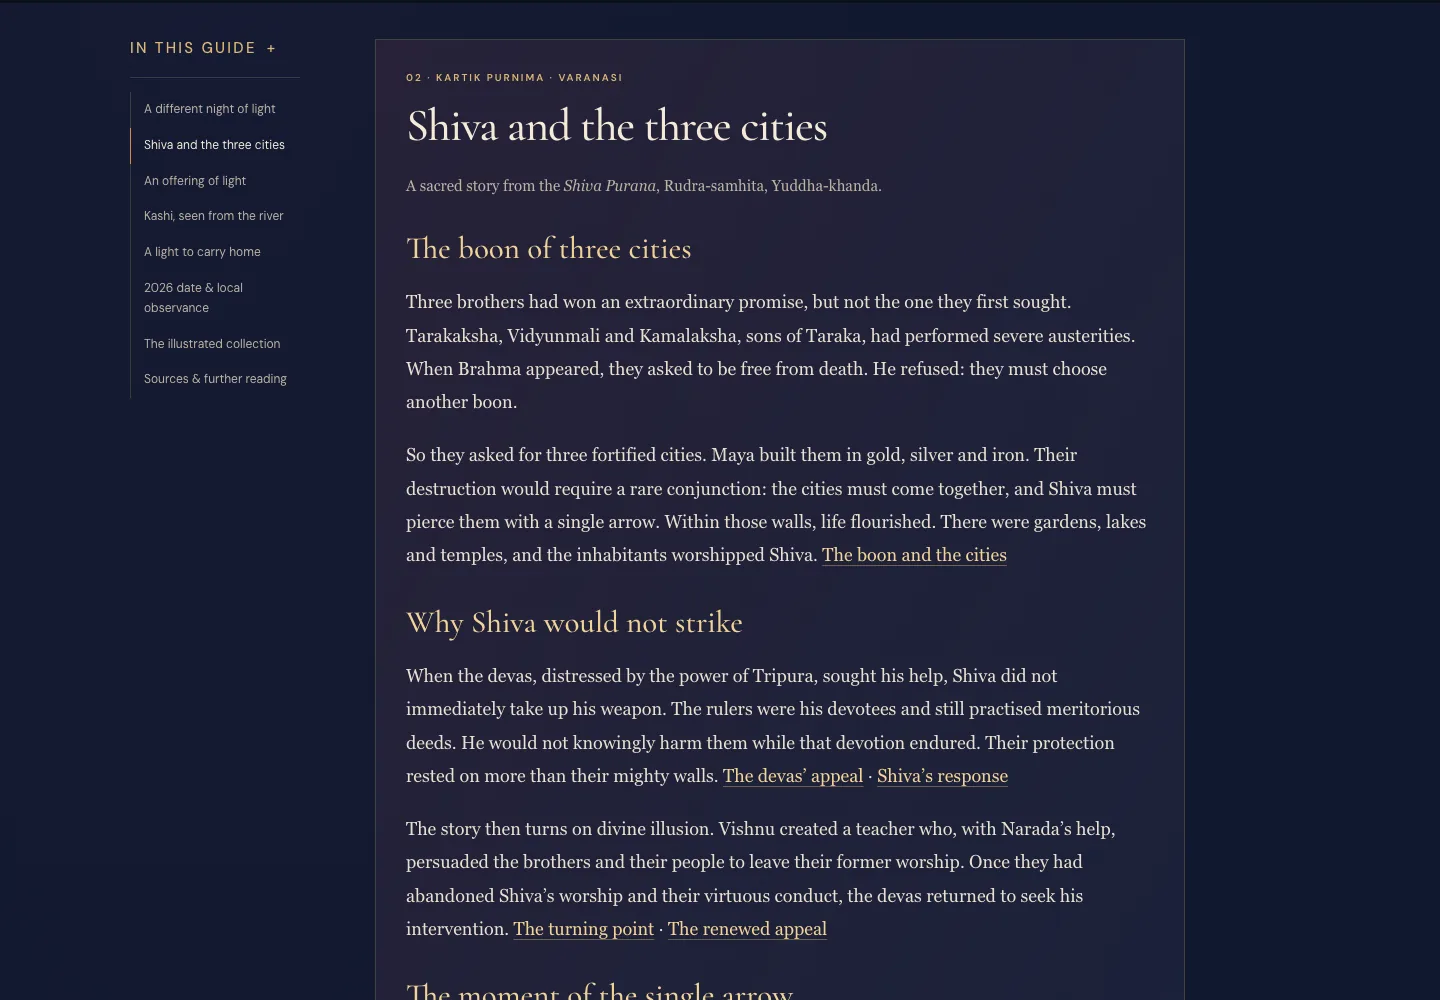 IN THIS GUIDE +
A different night of light
Shiva and the three cities
An offering of light
Kashi, seen from the river
A light to carry home
2026 date & local
observance
The illustrated collection
Sources & further reading
02 · KARTIK PURNIMA · VARANASI
Shiva and the three cities
A sacred story from the Shiva Purana, Rudra-samhita, Yuddha-khanda.
The boon of three cities
Three brothers had won an extraordinary promise, but not the one they first sought.
Tarakaksha, Vidyunmali and Kamalaksha, sons of Taraka, had performed severe austerities.
When Brahma appeared, they asked to be free from death. He refused: they must choose
another boon.
So they asked for three fortified cities. Maya built them in gold, silver and iron. Their
destruction would require a rare conjunction: the cities must come together, and Shiva must
pierce them with a single arrow. Within those walls, life flourished. There were gardens, lakes
and temples, and the inhabitants worshipped Shiva. The boon and the cities
Why Shiva would not strike
When the devas, distressed by the power of Tripura, sought his help, Shiva did not
immediately take up his weapon. The rulers were his devotees and still practised meritorious
deeds. He would not knowingly harm them while that devotion endured. Their protection
rested on more than their mighty walls. The devas’ appeal · Shiva’s response
The story then turns on divine illusion. Vishnu created a teacher who, with Narada’s help,
persuaded the brothers and their people to leave their former worship. Once they had
abandoned Shiva’s worship and their virtuous conduct, the devas returned to seek his
intervention. The turning point · The renewed appeal
The moment of the single arrow